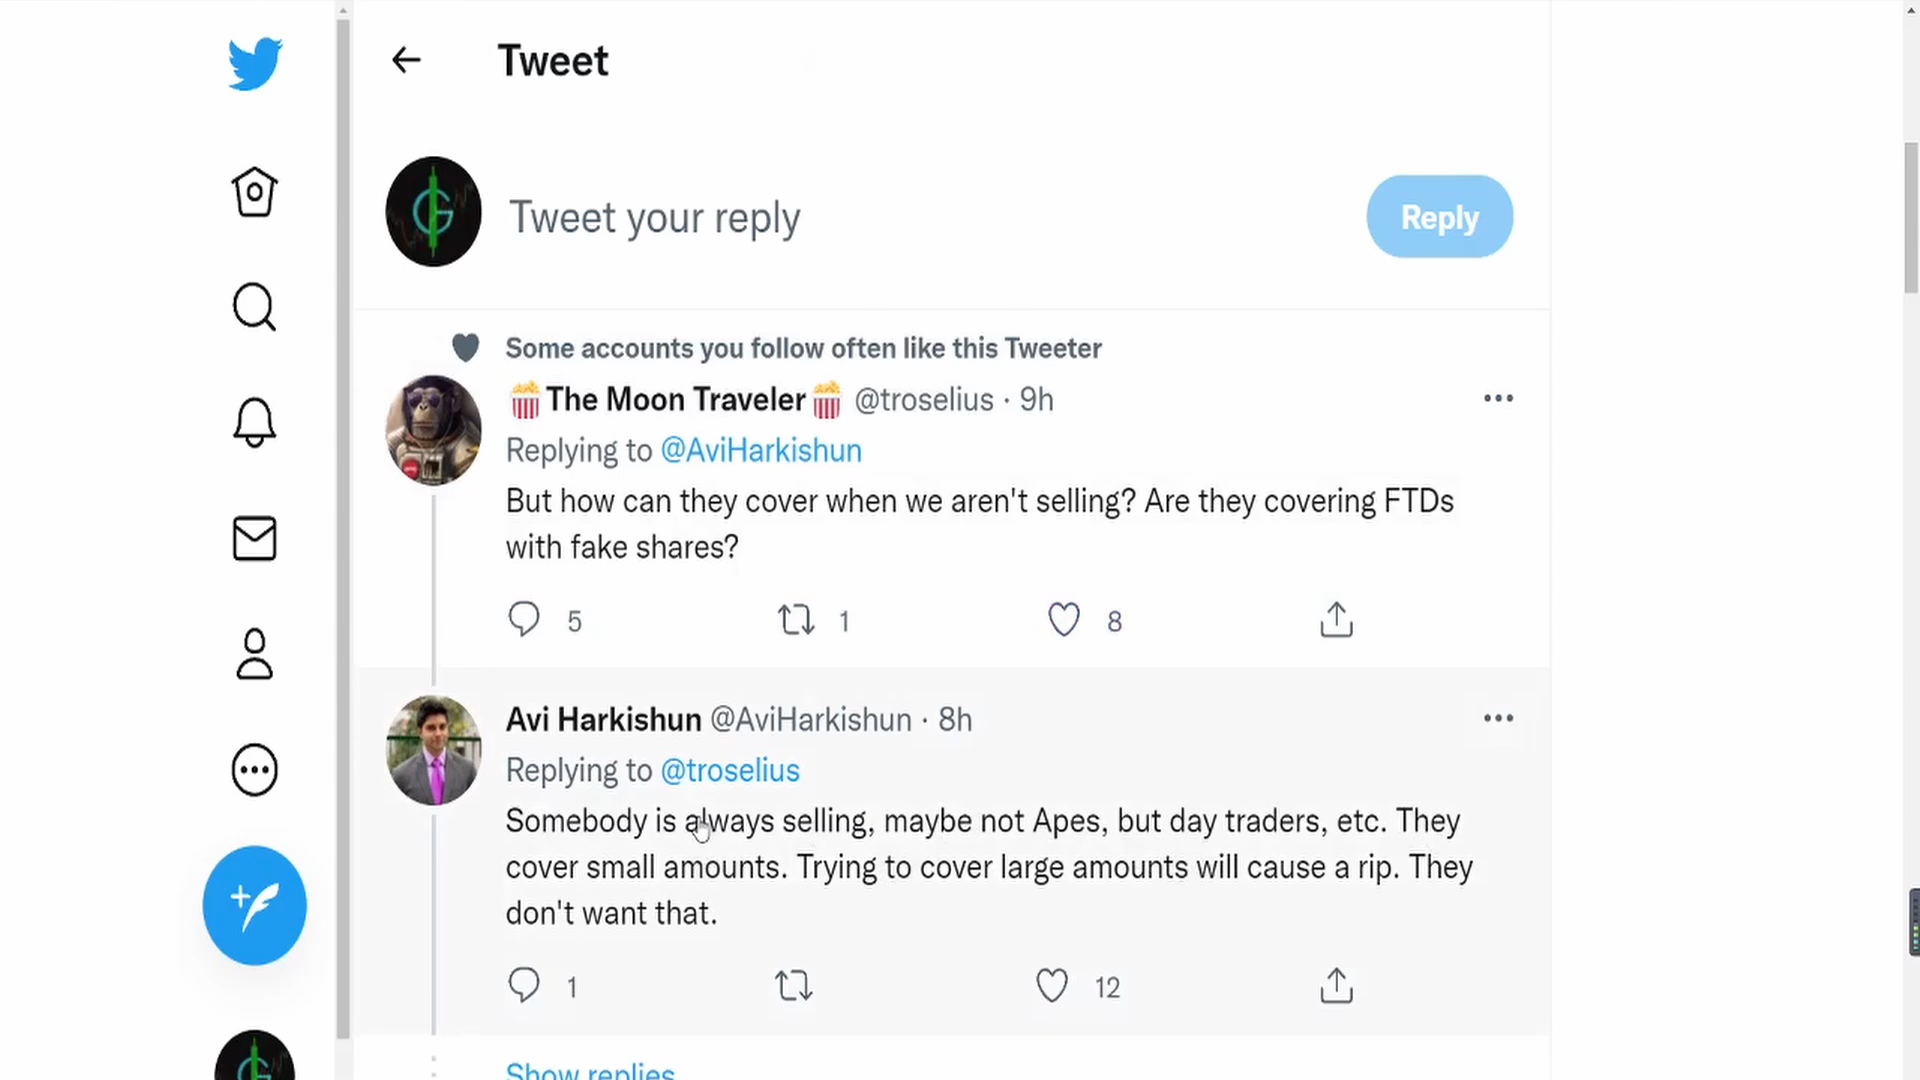 Tweet
Tweet your reply
Reply
Some accounts you follow often like this Tweeter
🍿The Moon Traveler🍿 @troselius · 9h
Replying to @AviHarkishun
But how can they cover when we aren't selling? Are they covering FTDs
with fake shares?
5 1 8
Avi Harkishun @AviHarkishun · 8h
Replying to @troselius
Somebody is always selling, maybe not Apes, but day traders, etc. They
cover small amounts. Trying to cover large amounts will cause a rip. They
don't want that.
1 12
Show replies